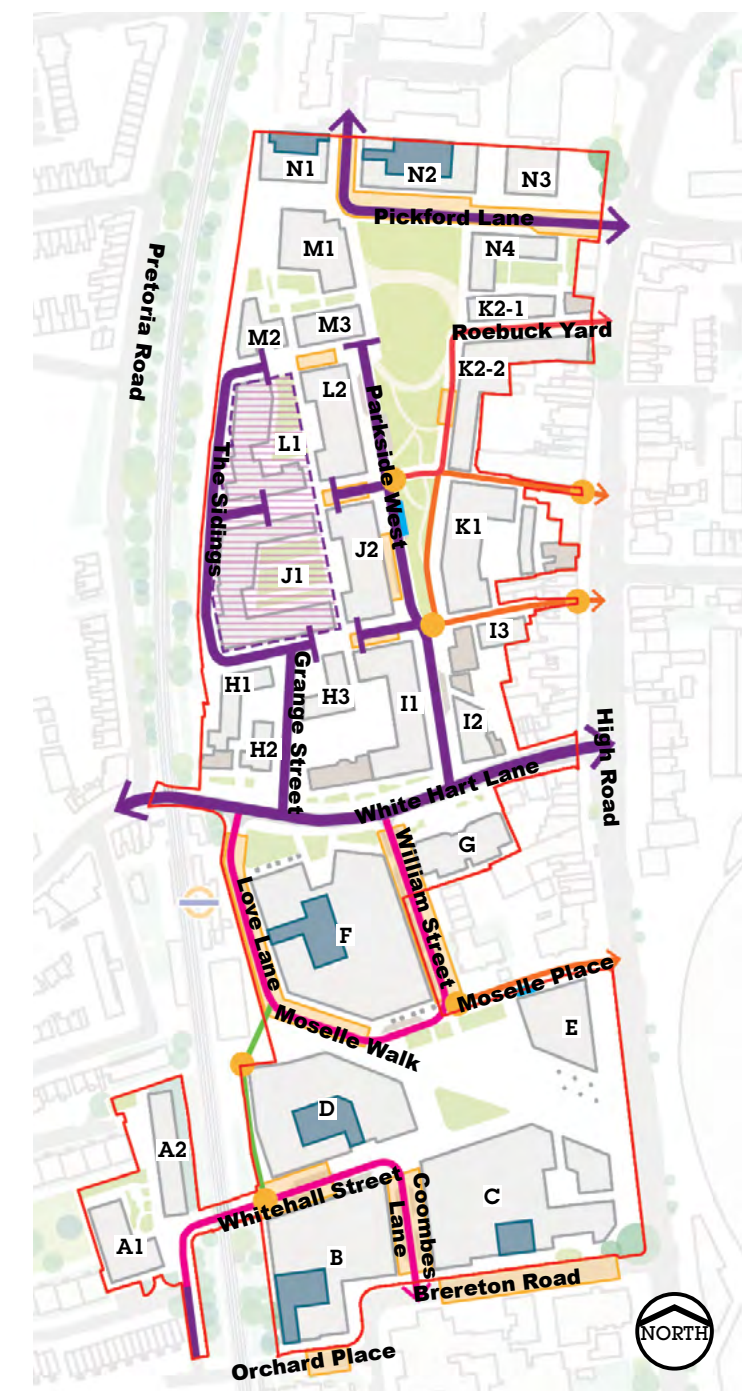 N1
N2
N3
Pickford Lane
M1
N4
Pretoria Road
K2-1
M3
Roebuck Yard
M2
K2-2
L2
Parkside West
L1
The Sidings
K1
J2
J1
I3
H1
Grange Street
H3
I1
I2
H2
High Road
White Hart Lane
G
William Street
Love Lane
F
Moselle Place
Moselle Walk
E
D
A2
Whitehall Street
Coombes
Lane
C
A1
B
Brereton Road
NORTH
Orchard Place